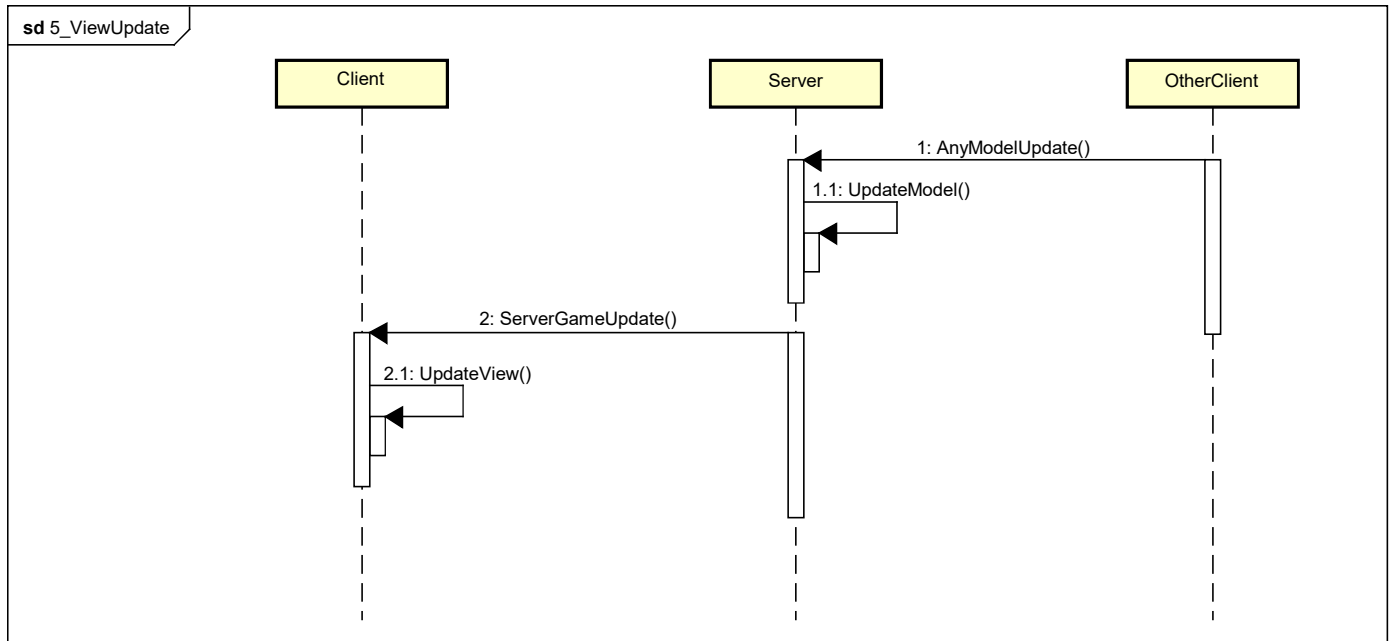 sd 5_ViewUpdate
Client
Server
OtherClient
1: AnyModelUpdate()
1.1: UpdateModel()
2: ServerGameUpdate()
2.1: UpdateView()